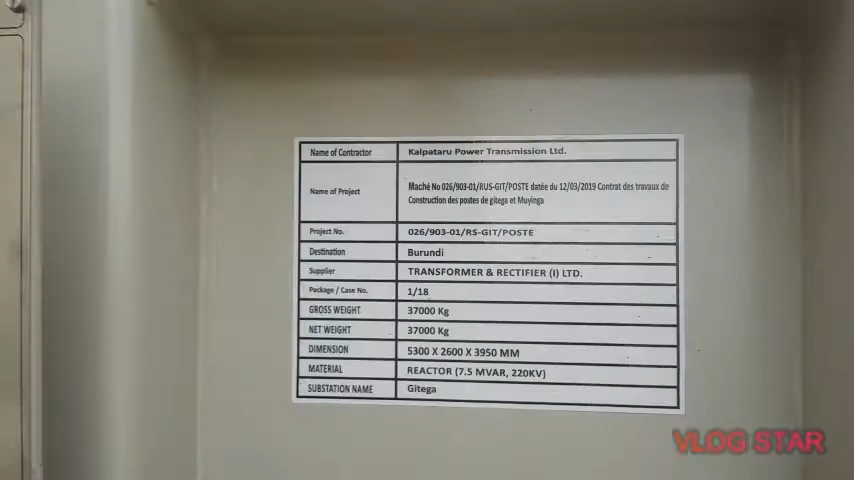 Name of Contractor Kalpataru Power Transmission Ltd.
Name of Project Maché No 026/903-01/RUS-GIT/POSTE datée du 12/03/2019 Contrat des travaux de
Construction des postes de gitega et Muyinga
Project No. 026/903-01/RS-GIT/POSTE
Destination Burundi
Supplier TRANSFORMER & RECTIFIER (I) LTD.
Package / Case No. 1/18
GROSS WEIGHT 37000 Kg
NET WEIGHT 37000 Kg
DIMENSION 5300 X 2600 X 3950 MM
MATERIAL REACTOR (7.5 MVAR, 220KV)
SUBSTATION NAME Gitega
VLOG STAR